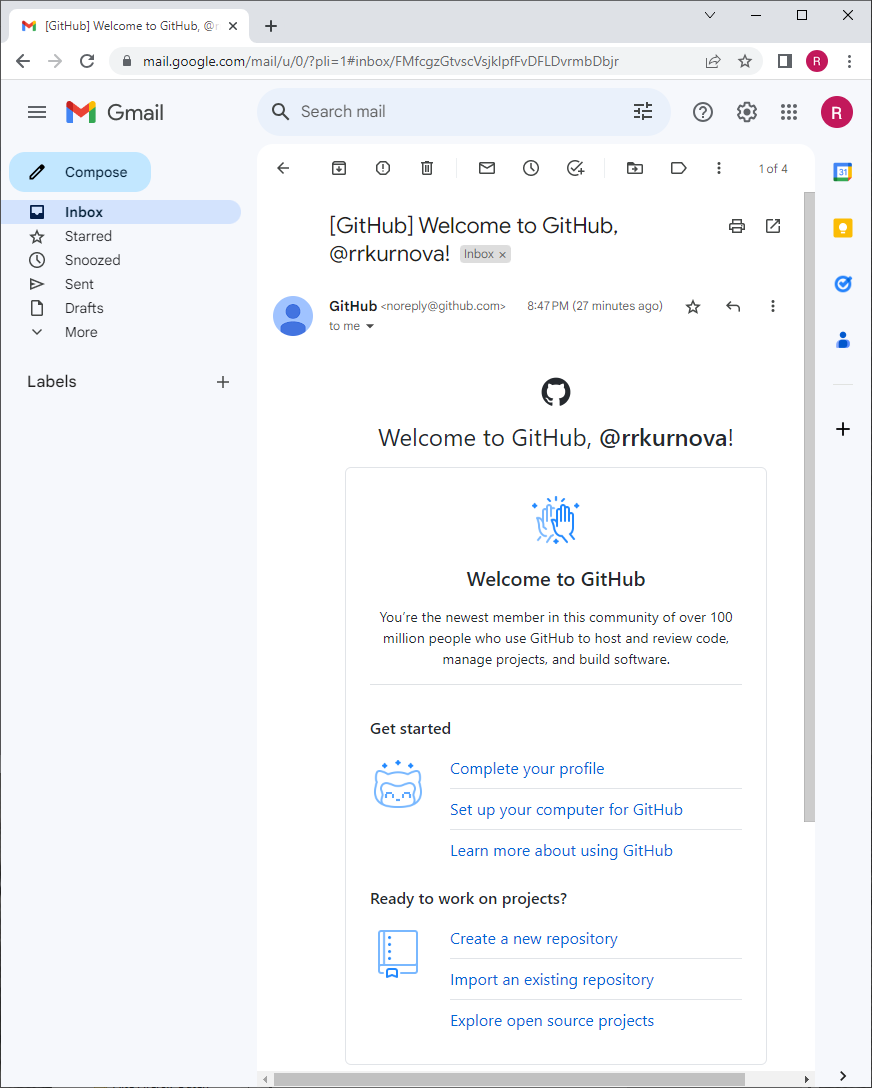 [GitHub] Welcome to GitHub, @r
mail.google.com/mail/u/0/?pli=1#inbox/FMfcgzGtvscVsjklpfFvDFLDvrmbDbjr
R
Gmail
Search mail
R
Compose
Inbox
Starred
Snoozed
Sent
Drafts
More
Labels
1 of 4
31
[GitHub] Welcome to GitHub,
@rrkurnova! Inbox x
GitHub <noreply@github.com> 8:47 PM (27 minutes ago)
to me
Welcome to GitHub, @rrkurnova!
Welcome to GitHub
You’re the newest member in this community of over 100
million people who use GitHub to host and review code,
manage projects, and build software.
Get started
Complete your profile
Set up your computer for GitHub
Learn more about using GitHub
Ready to work on projects?
Create a new repository
Import an existing repository
Explore open source projects